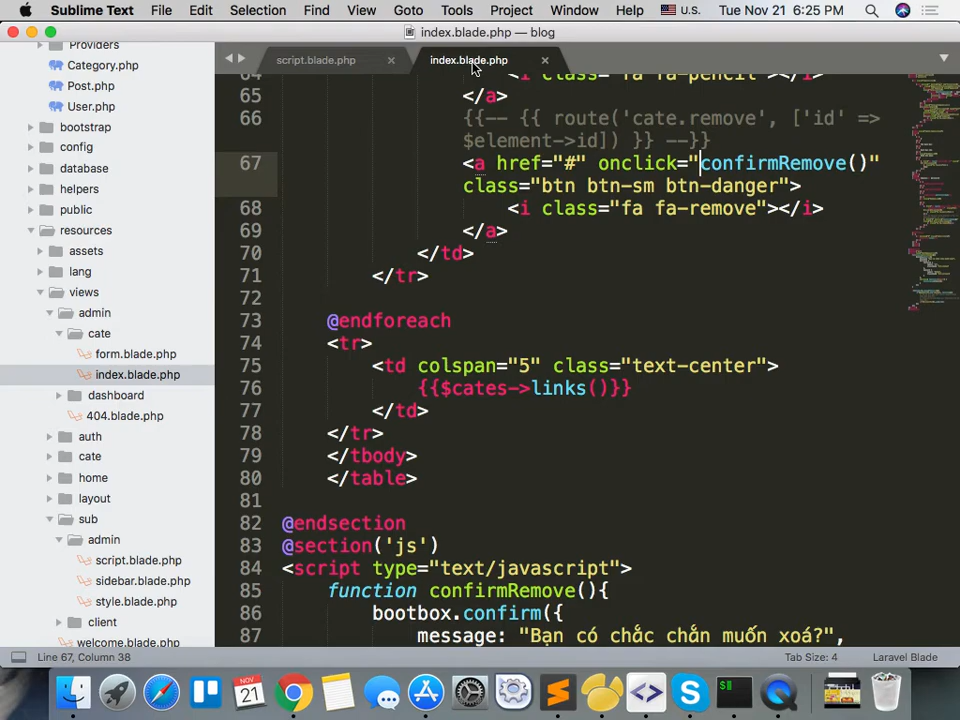 Sublime Text File Edit Selection Find View Goto Tools Project Window Help U.S. Tue Nov 21 6:25 PM
index.blade.php — blog
script.blade.php index.blade.php
Providers
Category.php
Post.php
User.php
bootstrap
config
database
helpers
public
resources
assets
lang
views
admin
cate
form.blade.php
index.blade.php
dashboard
404.blade.php
auth
cate
home
layout
sub
admin
script.blade.php
sidebar.blade.php
style.blade.php
client
welcome.blade.php
64 <i class="fa fa-pencil"></i>
65 </a>
66 {{-- {{ route('cate.remove', ['id' =>
$element->id]) }} --}}
67 <a href="#" onclick="confirmRemove()"
class="btn btn-sm btn-danger">
68 <i class="fa fa-remove"></i>
69 </a>
70 </td>
71 </tr>
72
73 @endforeach
74 <tr>
75 <td colspan="5" class="text-center">
76 {{$cates->links()}}
77 </td>
78 </tr>
79 </tbody>
80 </table>
81
82 @endsection
83 @section('js')
84 <script type="text/javascript">
85 function confirmRemove(){
86 bootbox.confirm({
87 message: "Bạn có chắc chắn muốn xoá?",
Line 67, Column 38 Tab Size: 4 Laravel Blade
NOV
21